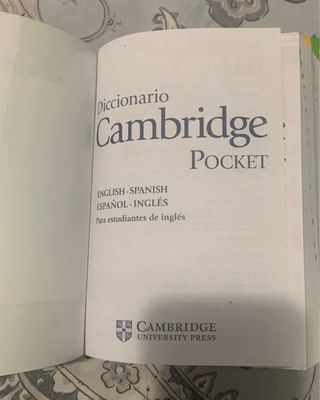 Diccionario
Cambridge
POCKET
ENGLISH-SPANISH
ESPAÑOL-INGLÉS
Para estudiantes de inglés
CAMBRIDGE
UNIVERSITY PRESS